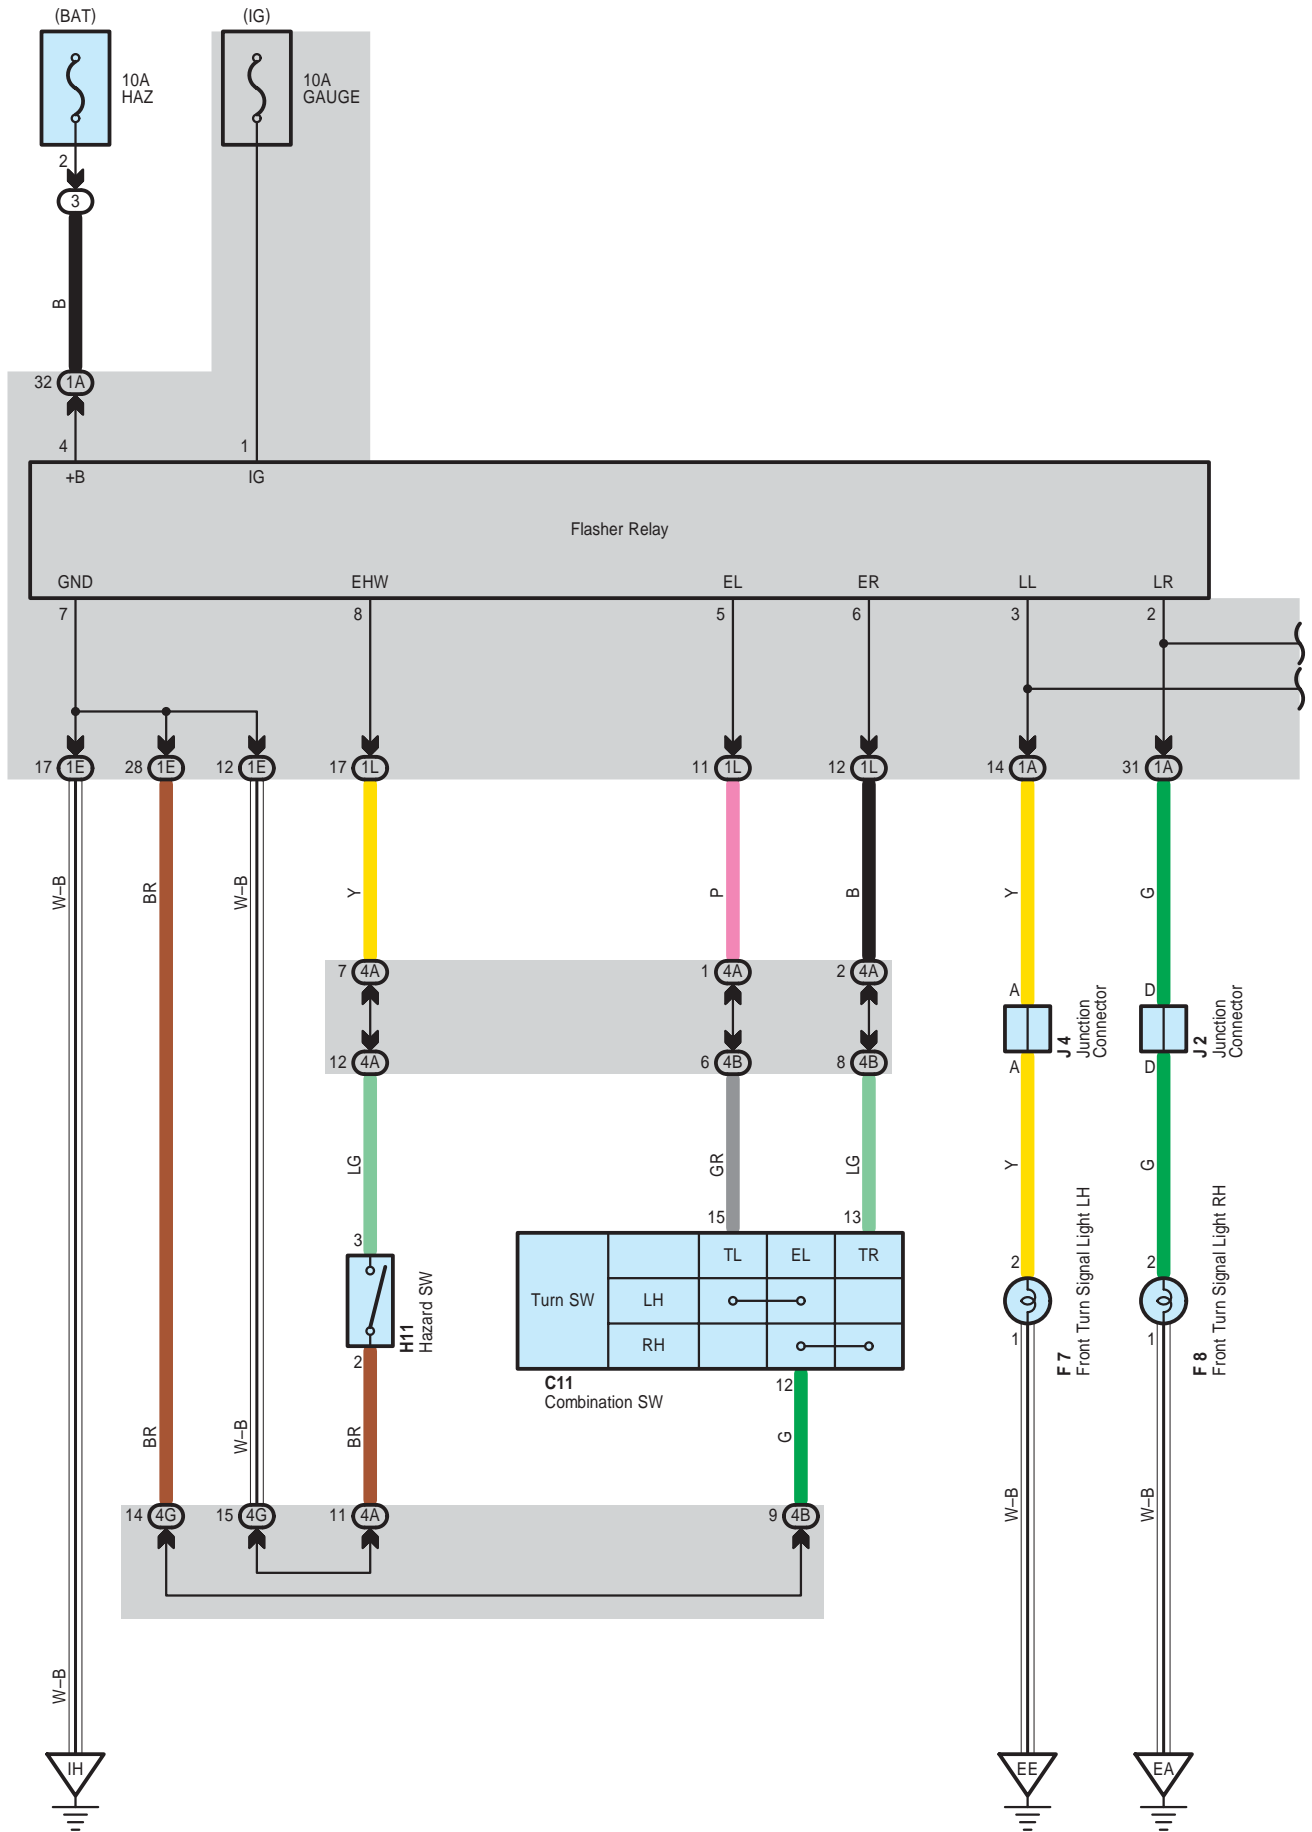 (BAT)
(IG)
10A
HAZ
10A
GAUGE
2
3
B
32
1A
4
1
+B
IG
Flasher Relay
GND
EHW
EL
ER
LL
LR
7
8
5
6
3
2
17
1E
28
1E
12
1E
17
1L
11
1L
12
1L
14
1A
31
1A
W–B
BR
W–B
Y
P
B
Y
G
7
4A
1
4A
2
4A
A
D
J 4
Junction
Connector
J 2
Junction
Connector
12
4A
6
4B
8
4B
A
D
LG
GR
LG
Y
G
15
13
3
Turn SW
TL
EL
TR
LH
RH
H11
Hazard SW
2
2
F 7
Front Turn Signal Light LH
F 8
Front Turn Signal Light RH
1
1
2
C11
Combination SW
12
BR
W–B
BR
G
14
4G
15
4G
11
4A
9
4B
W–B
W–B
W–B
IH
EE
EA